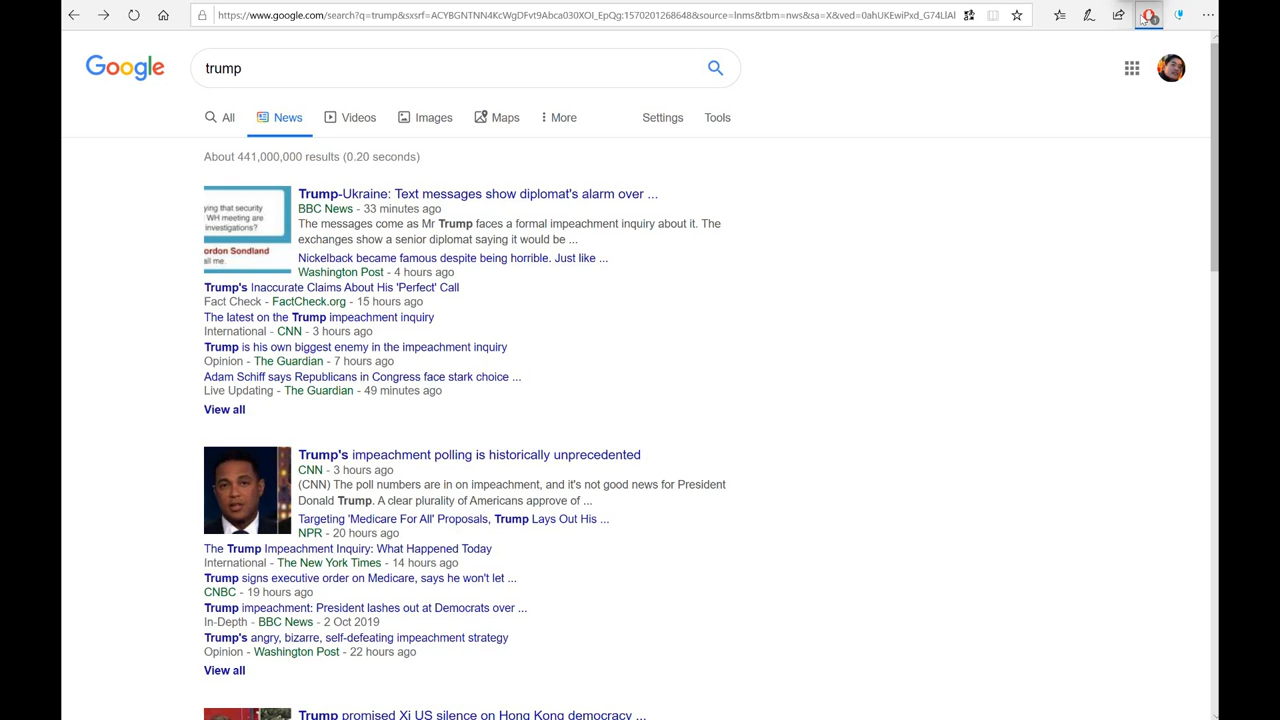 https://www.google.com/search?q=trump&sxsrf=ACYBGNTNN4KcWgDFvt9Abca030XOI_EpQg:1570201268648&source=lnms&tbm=nws&sa=X&ved=0ahUKEwiPxd_G74LlAl
Google
trump
All News Videos Images Maps More Settings Tools
About 441,000,000 results (0.20 seconds)
ying that security
WH meeting are
investigations?
ordon Sondland
all me.
Trump-Ukraine: Text messages show diplomat's alarm over ...
BBC News - 33 minutes ago
The messages come as Mr Trump faces a formal impeachment inquiry about it. The
exchanges show a senior diplomat saying it would be ...
Nickelback became famous despite being horrible. Just like ...
Washington Post - 4 hours ago
Trump's Inaccurate Claims About His 'Perfect' Call
Fact Check - FactCheck.org - 15 hours ago
The latest on the Trump impeachment inquiry
International - CNN - 3 hours ago
Trump is his own biggest enemy in the impeachment inquiry
Opinion - The Guardian - 7 hours ago
Adam Schiff says Republicans in Congress face stark choice ...
Live Updating - The Guardian - 49 minutes ago
View all
Trump's impeachment polling is historically unprecedented
CNN - 3 hours ago
(CNN) The poll numbers are in on impeachment, and it's not good news for President
Donald Trump. A clear plurality of Americans approve of ...
Targeting 'Medicare For All' Proposals, Trump Lays Out His ...
NPR - 20 hours ago
The Trump Impeachment Inquiry: What Happened Today
International - The New York Times - 14 hours ago
Trump signs executive order on Medicare, says he won't let ...
CNBC - 19 hours ago
Trump impeachment: President lashes out at Democrats over ...
In-Depth - BBC News - 2 Oct 2019
Trump's angry, bizarre, self-defeating impeachment strategy
Opinion - Washington Post - 22 hours ago
View all
Trump promised Xi US silence on Hong Kong democracy ...